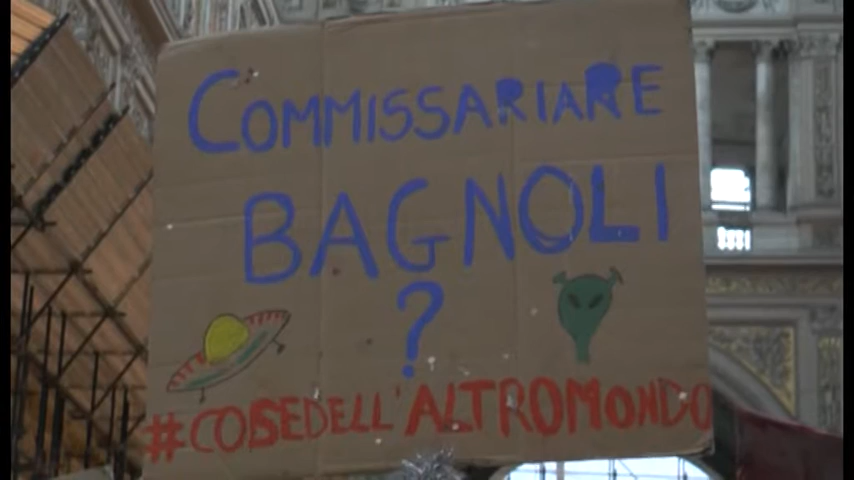 COMMISSARIARE
BAGNOLI
?
#COSEDELL'ALTROMONDO